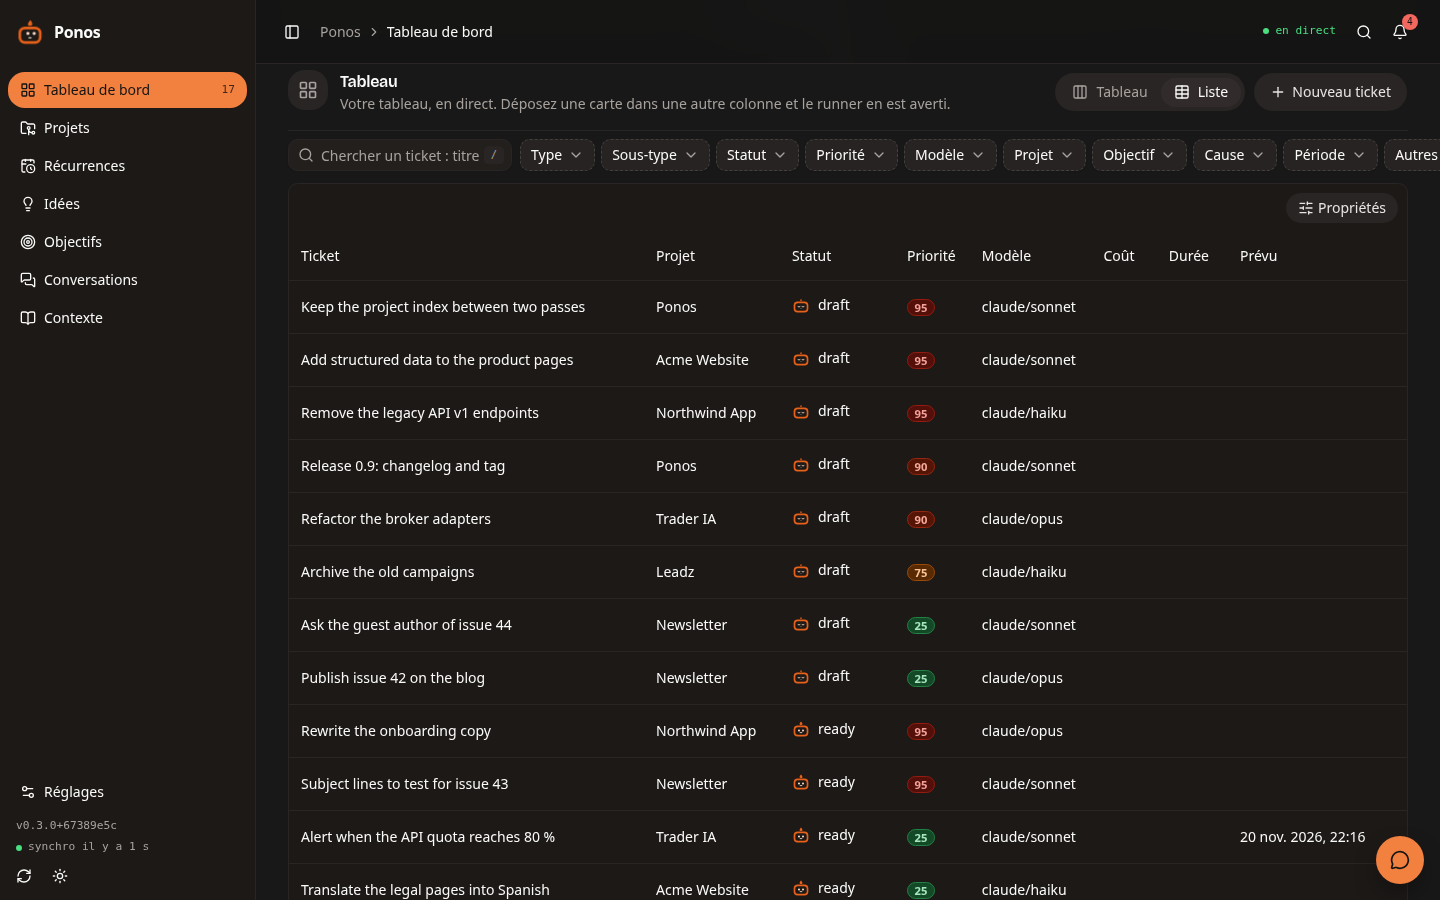 Ponos
Tableau de bord 17
Projets
Récurrences
Idées
Objectifs
Conversations
Contexte
Réglages
v0.3.0+67389e5c
synchro il y a 1 s
Ponos > Tableau de bord
en direct
4
Tableau
Votre tableau, en direct. Déposez une carte dans une autre colonne et le runner en est averti.
Tableau
Liste
Nouveau ticket
Chercher un ticket : titre /
Type
Sous-type
Statut
Priorité
Modèle
Projet
Objectif
Cause
Période
Autres
Propriétés
Ticket Projet Statut Priorité Modèle Coût Durée Prévu
Keep the project index between two passes Ponos draft 95 claude/sonnet
Add structured data to the product pages Acme Website draft 95 claude/sonnet
Remove the legacy API v1 endpoints Northwind App draft 95 claude/haiku
Release 0.9: changelog and tag Ponos draft 90 claude/sonnet
Refactor the broker adapters Trader IA draft 90 claude/opus
Archive the old campaigns Leadz draft 75 claude/haiku
Ask the guest author of issue 44 Newsletter draft 25 claude/sonnet
Publish issue 42 on the blog Newsletter draft 25 claude/opus
Rewrite the onboarding copy Northwind App ready 95 claude/opus
Subject lines to test for issue 43 Newsletter ready 95 claude/sonnet
Alert when the API quota reaches 80 % Trader IA ready 25 claude/sonnet 20 nov. 2026, 22:16
Translate the legal pages into Spanish Acme Website ready 25 claude/haiku